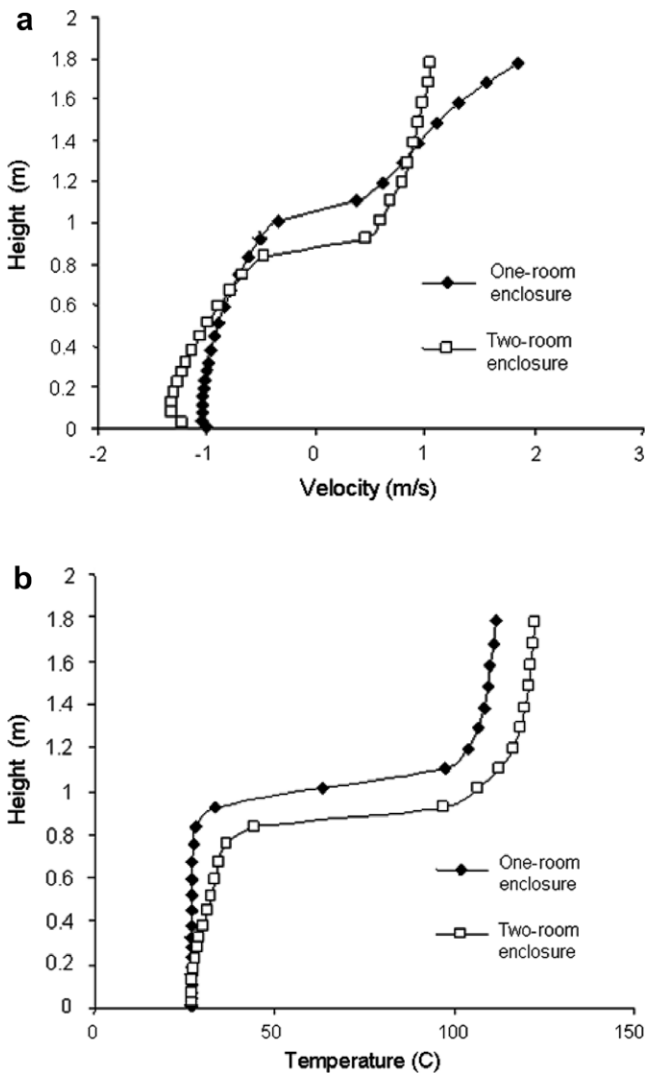 a
2
1.8
1.6
1.4
1.2
1
0.8
0.6
0.4
0.2
0
Height (m)
One-room
enclosure
Two-room
enclosure
-2
-1
0
1
2
3
Velocity (m/s)
b
2
1.8
1.6
1.4
1.2
1
0.8
0.6
0.4
0.2
0
Height (m)
One-room
enclosure
Two-room
enclosure
0
50
100
150
Temperature (C)